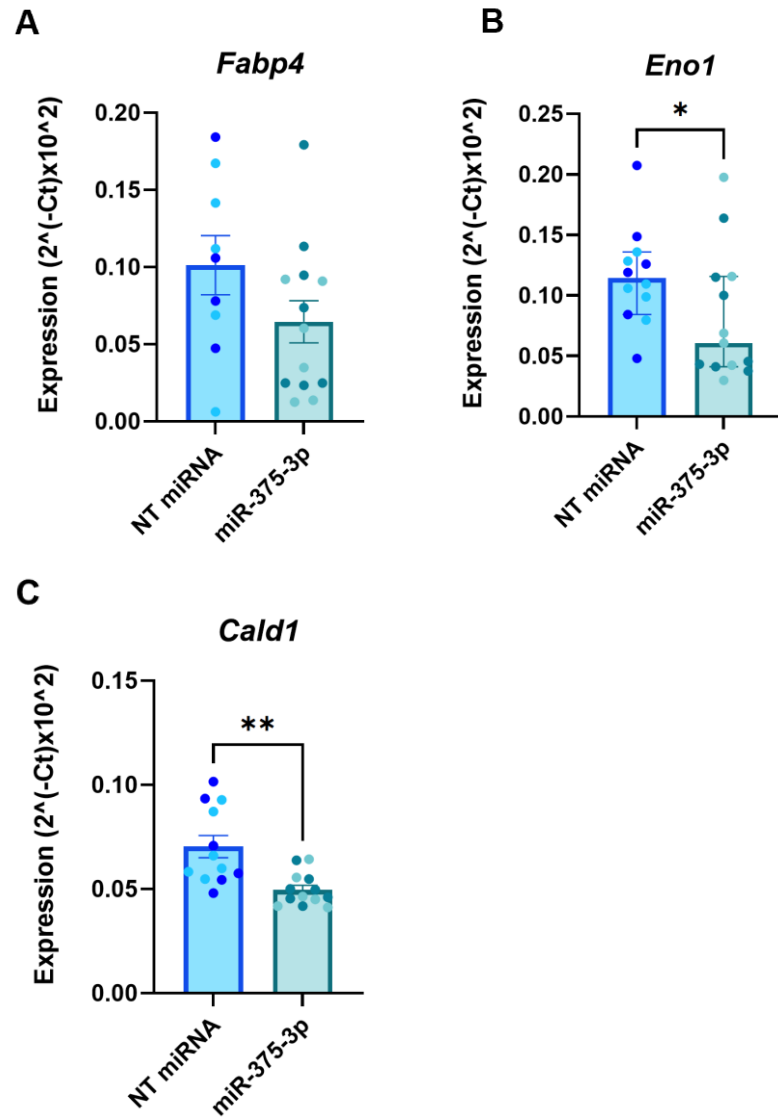 A
Fabp4
Expression (2^(-Ct)x10^2)
0.20
0.15
0.10
0.05
0.00
NT miRNA
miR-375-3p
B
Eno1
*
Expression (2^(-Ct)x10^2)
0.25
0.20
0.15
0.10
0.05
0.00
NT miRNA
miR-375-3p
C
Cald1
**
Expression (2^(-Ct)x10^2)
0.15
0.10
0.05
0.00
NT miRNA
miR-375-3p